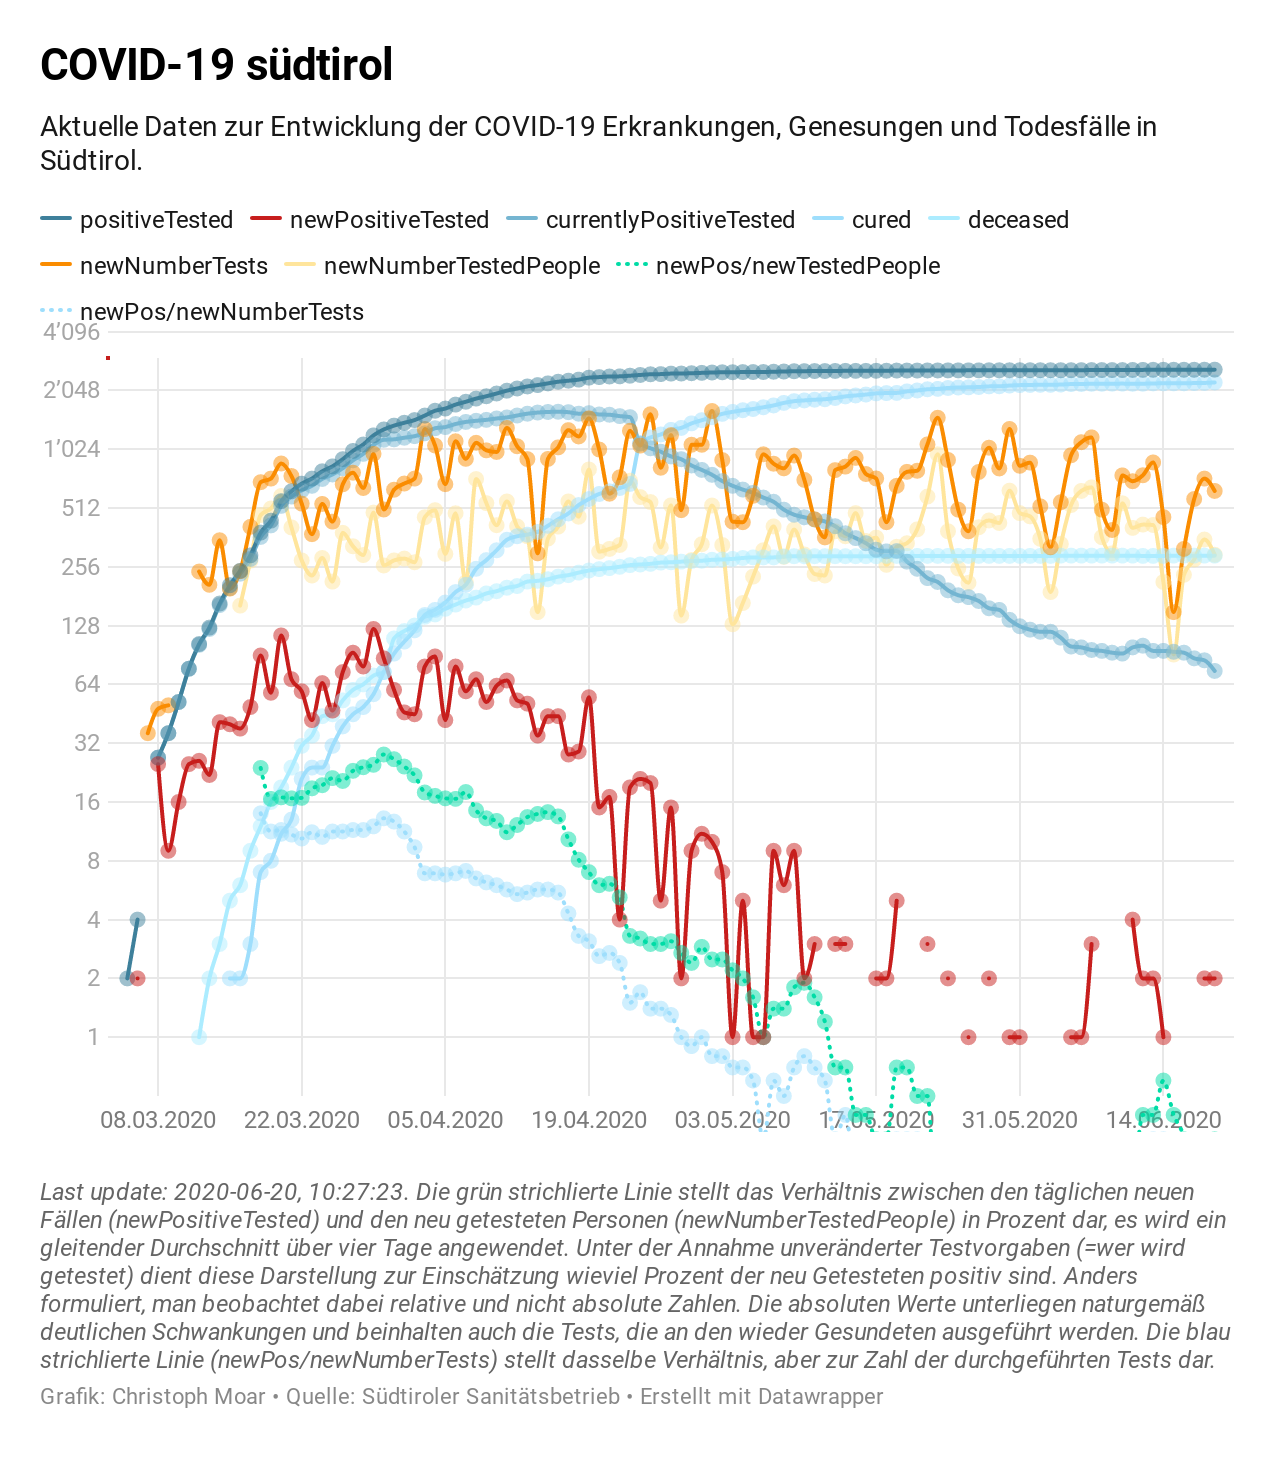 COVID-19 südtirol
Aktuelle Daten zur Entwicklung der COVID-19 Erkrankungen, Genesungen und Todesfälle in
Südtirol.
positiveTested newPositiveTested currentlyPositiveTested cured deceased
newNumberTests newNumberTestedPeople newPos/newTestedPeople
newPos/newNumberTests
4’096
2’048
1’024
512
256
128
64
32
16
8
4
2
1
08.03.2020 22.03.2020 05.04.2020 19.04.2020 03.05.2020 17.05.2020 31.05.2020 14.06.2020
Last update: 2020-06-20, 10:27:23. Die grün strichlierte Linie stellt das Verhältnis zwischen den täglichen neuen
Fällen (newPositiveTested) und den neu getesteten Personen (newNumberTestedPeople) in Prozent dar, es wird ein
gleitender Durchschnitt über vier Tage angewendet. Unter der Annahme unveränderter Testvorgaben (=wer wird
getestet) dient diese Darstellung zur Einschätzung wieviel Prozent der neu Getesteten positiv sind. Anders
formuliert, man beobachtet dabei relative und nicht absolute Zahlen. Die absoluten Werte unterliegen naturgemäß
deutlichen Schwankungen und beinhalten auch die Tests, die an den wieder Gesundeten ausgeführt werden. Die blau
strichlierte Linie (newPos/newNumberTests) stellt dasselbe Verhältnis, aber zur Zahl der durchgeführten Tests dar.
Grafik: Christoph Moar • Quelle: Südtiroler Sanitätsbetrieb • Erstellt mit Datawrapper